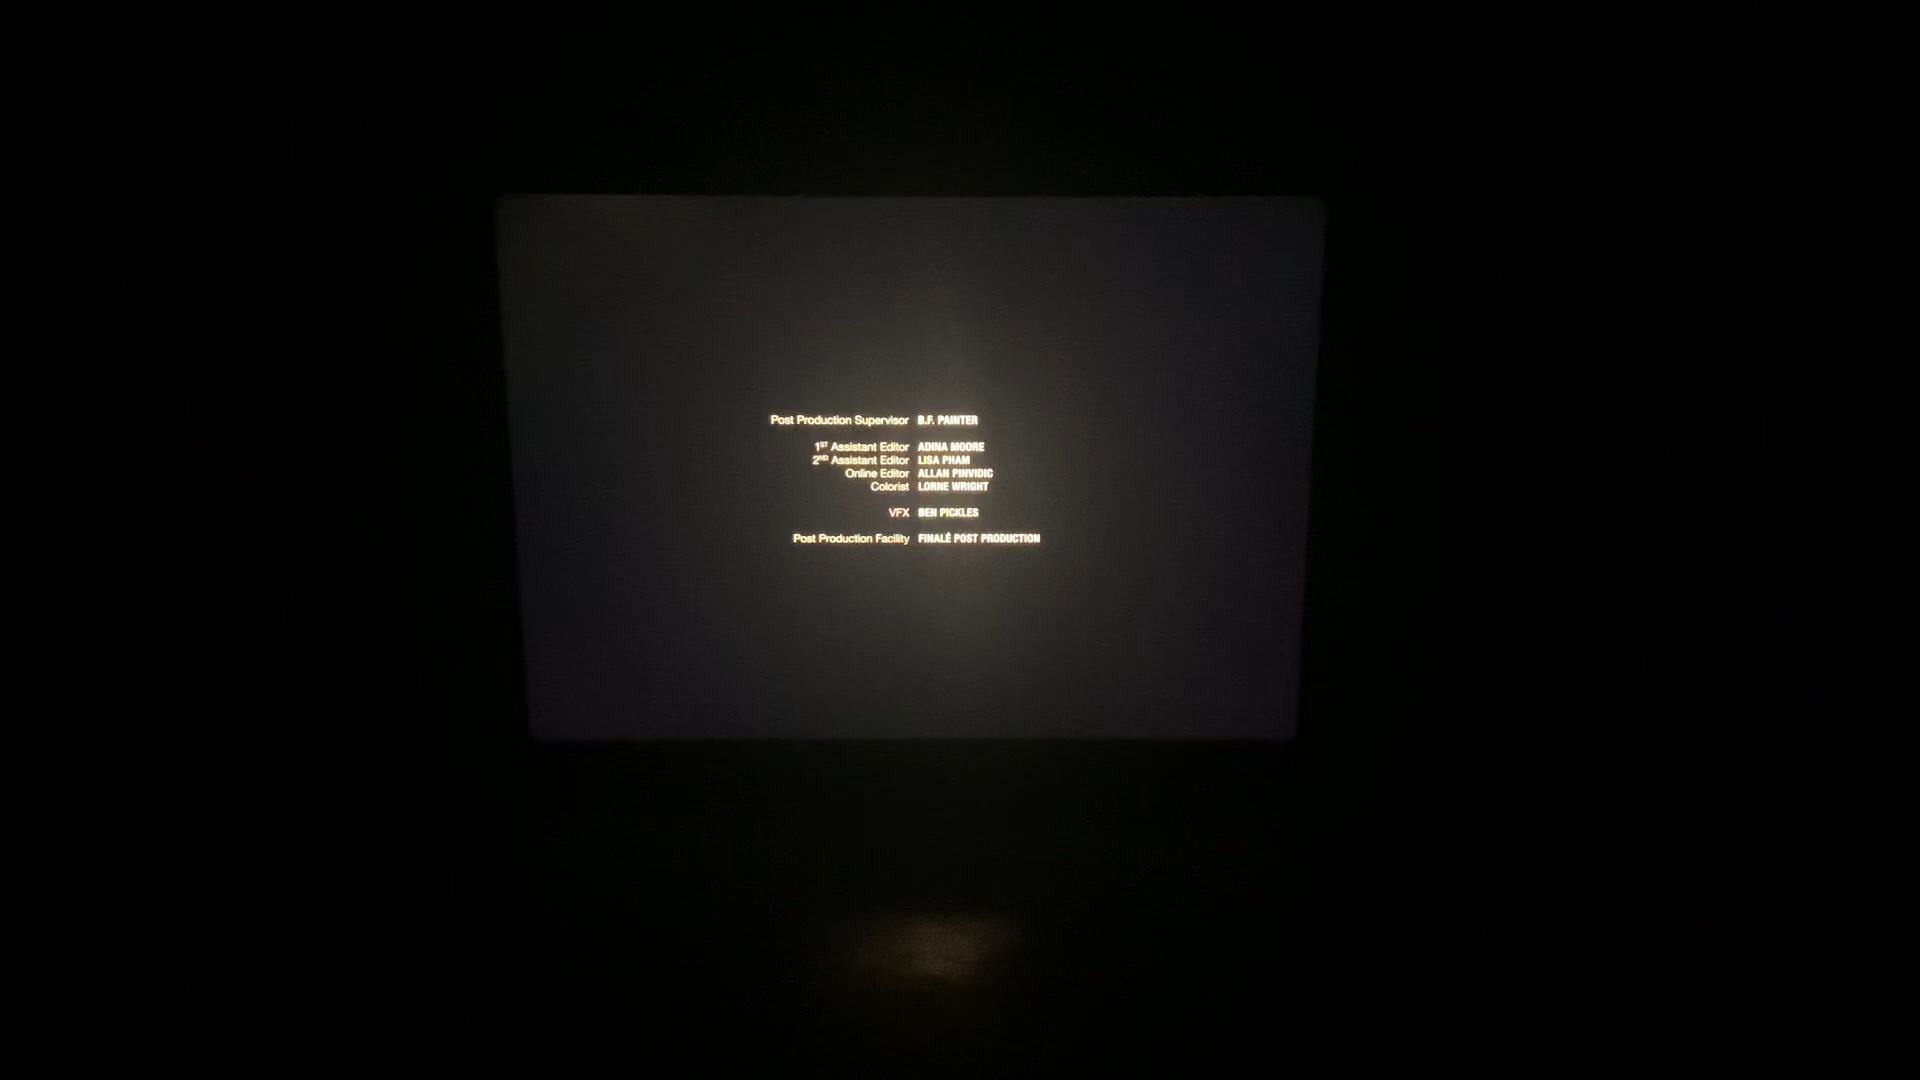 Post Production Supervisor B.F. PAINTER
1ST Assistant Editor ADINA MOORE
2ND Assistant Editor LISA PHAM
Online Editor ALLAN PINVIDIC
Colorist LORNE WRIGHT
VFX BEN PICKLES
Post Production Facility FINALÉ POST PRODUCTION